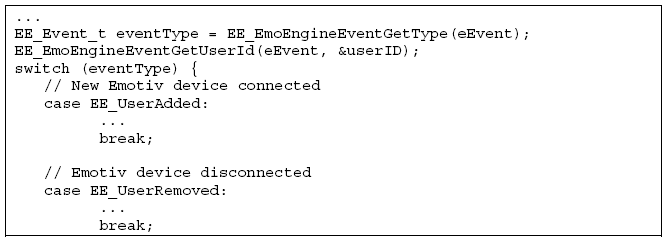 ...
EE_Event_t eventType = EE_EmoEngineEventGetType(eEvent);
EE_EmoEngineEventGetUserId(eEvent, &userID);
switch (eventType) {
// New Emotiv device connected
case EE_UserAdded:
...
break;
// Emotiv device disconnected
case EE_UserRemoved:
...
break;